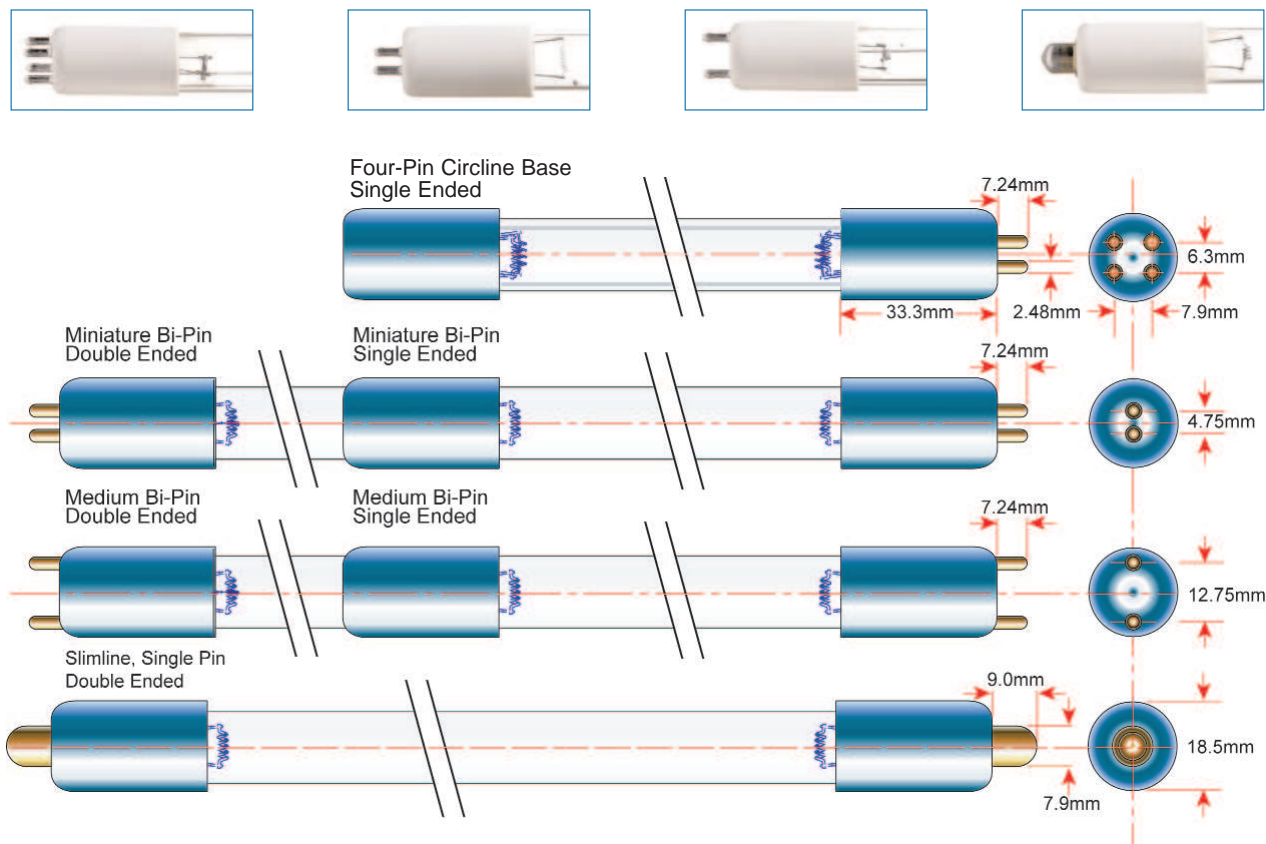 Four-Pin Circline Base
Single Ended
7.24mm
6.3mm
33.3mm
2.48mm
7.9mm
Miniature Bi-Pin
Double Ended
Miniature Bi-Pin
Single Ended
7.24mm
4.75mm
Medium Bi-Pin
Double Ended
Medium Bi-Pin
Single Ended
7.24mm
12.75mm
Slimline, Single Pin
Double Ended
9.0mm
18.5mm
7.9mm